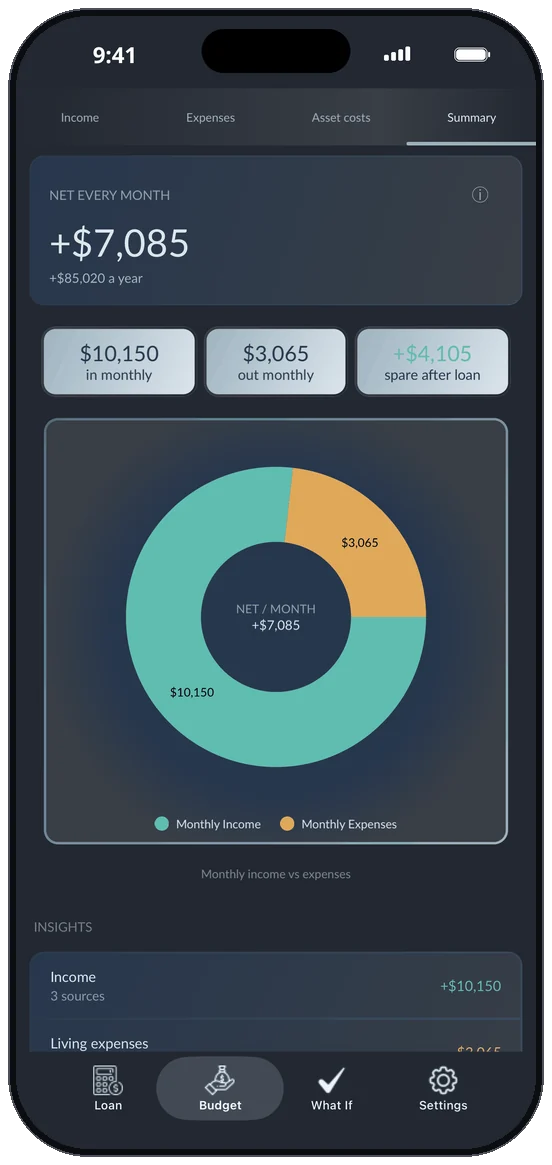 9:41
Income Expenses Asset costs Summary
NET EVERY MONTH
+$7,085
+$85,020 a year
$10,150 $3,065 +$4,105
in monthly out monthly spare after loan
$3,065
NET / MONTH
+$7,085
$10,150
Monthly Income Monthly Expenses
Monthly income vs expenses
INSIGHTS
Income
+$10,150
3 sources
Living expenses
Loan Budget What If Settings